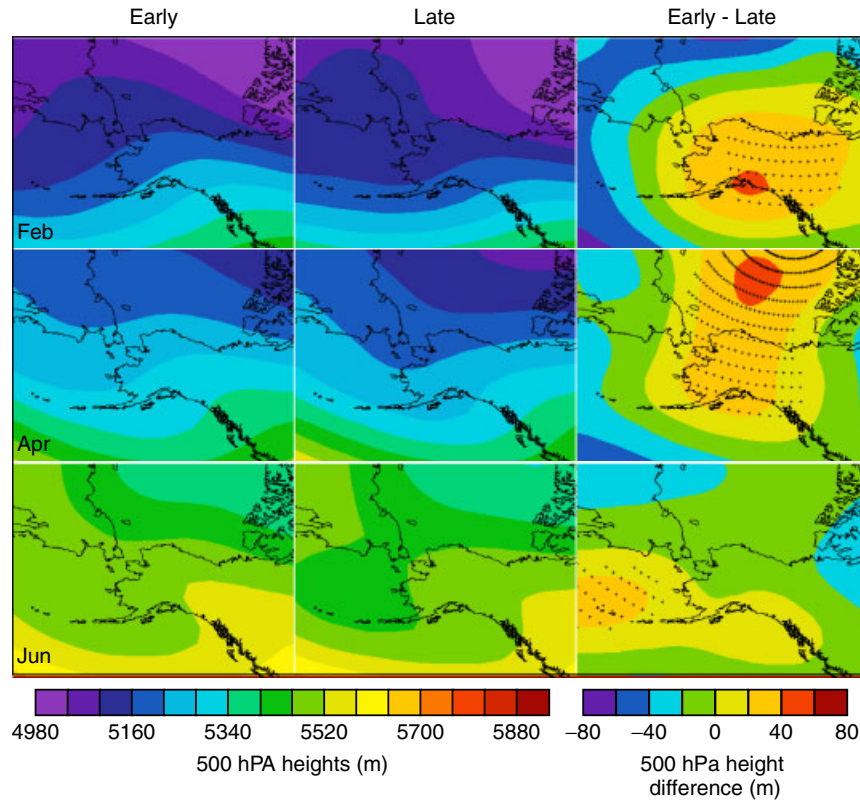 Early Late Early - Late
Feb
Apr
Jun
4980 5160 5340 5520 5700 5880
500 hPA heights (m)
−80 −40 0 40 80
500 hPa height
difference (m)